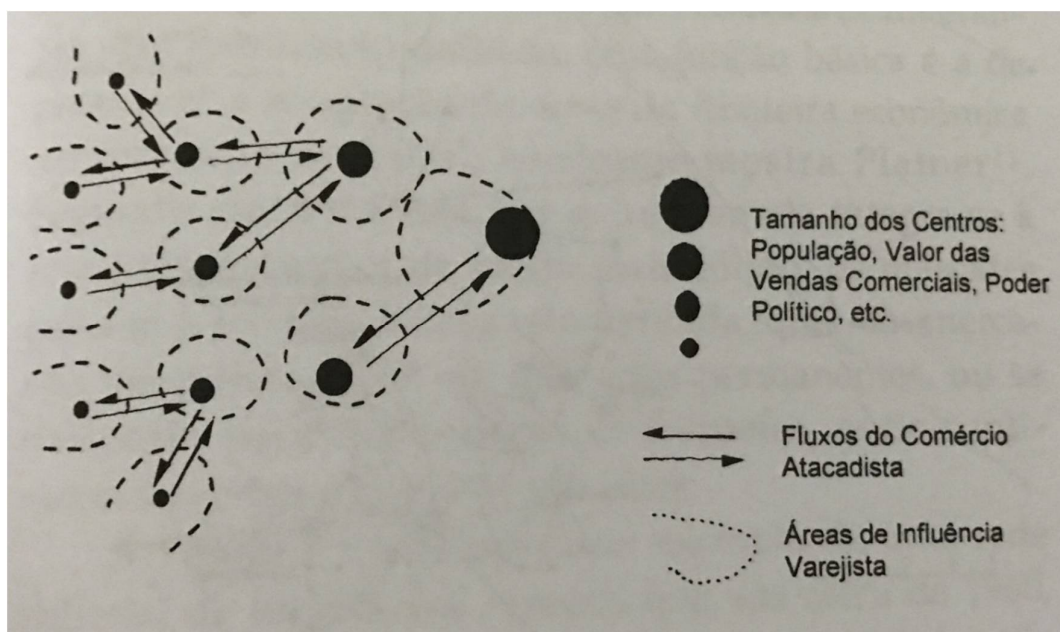 Tamanho dos Centros:
População, Valor das
Vendas Comerciais, Poder
Político, etc.
Fluxos do Comércio
Atacadista
Áreas de Influência
Varejista